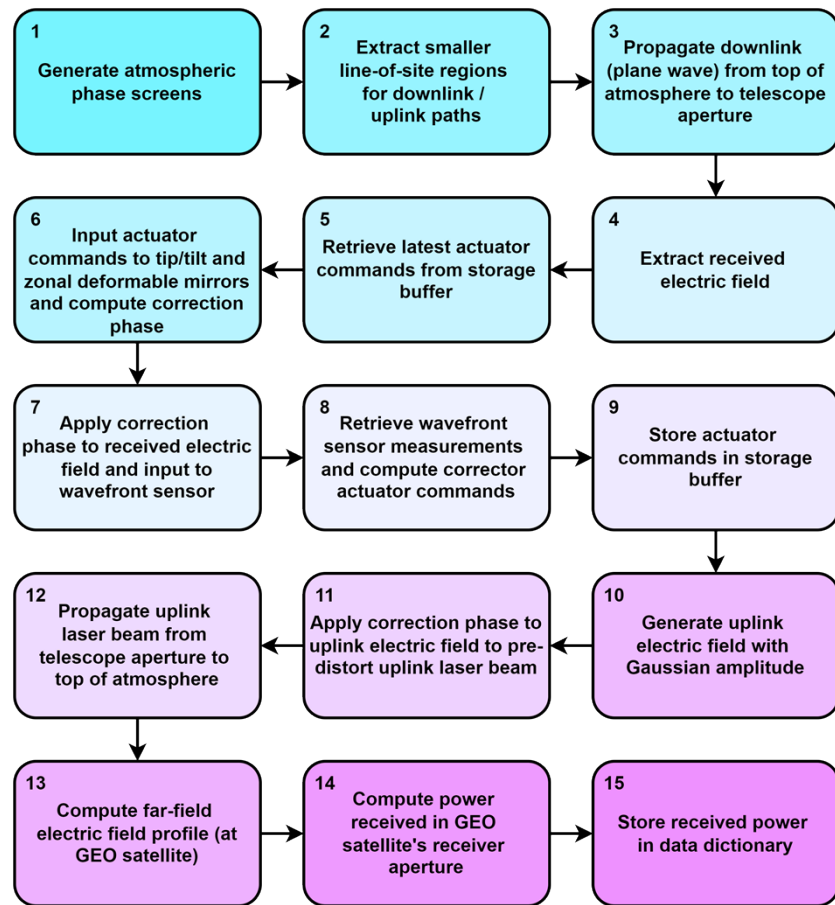 1
Generate atmospheric
phase screens
2
Extract smaller
line-of-site regions
for downlink /
uplink paths
3
Propagate downlink
(plane wave) from top of
atmosphere to telescope
aperture
4
Extract received
electric field
5
Retrieve latest actuator
commands from storage
buffer
6
Input actuator
commands to tip/tilt and
zonal deformable mirrors
and compute correction
phase
7
Apply correction
phase to received electric
field and input to
wavefront sensor
8
Retrieve wavefront
sensor measurements
and compute corrector
actuator commands
9
Store actuator
commands in storage
buffer
10
Generate uplink
electric field with
Gaussian amplitude
11
Apply correction phase to
uplink electric field to pre-
distort uplink laser beam
12
Propagate uplink
laser beam from
telescope aperture to
top of atmosphere
13
Compute far-field
electric field profile (at
GEO satellite)
14
Compute power
received in GEO
satellite's receiver
aperture
15
Store received power
in data dictionary